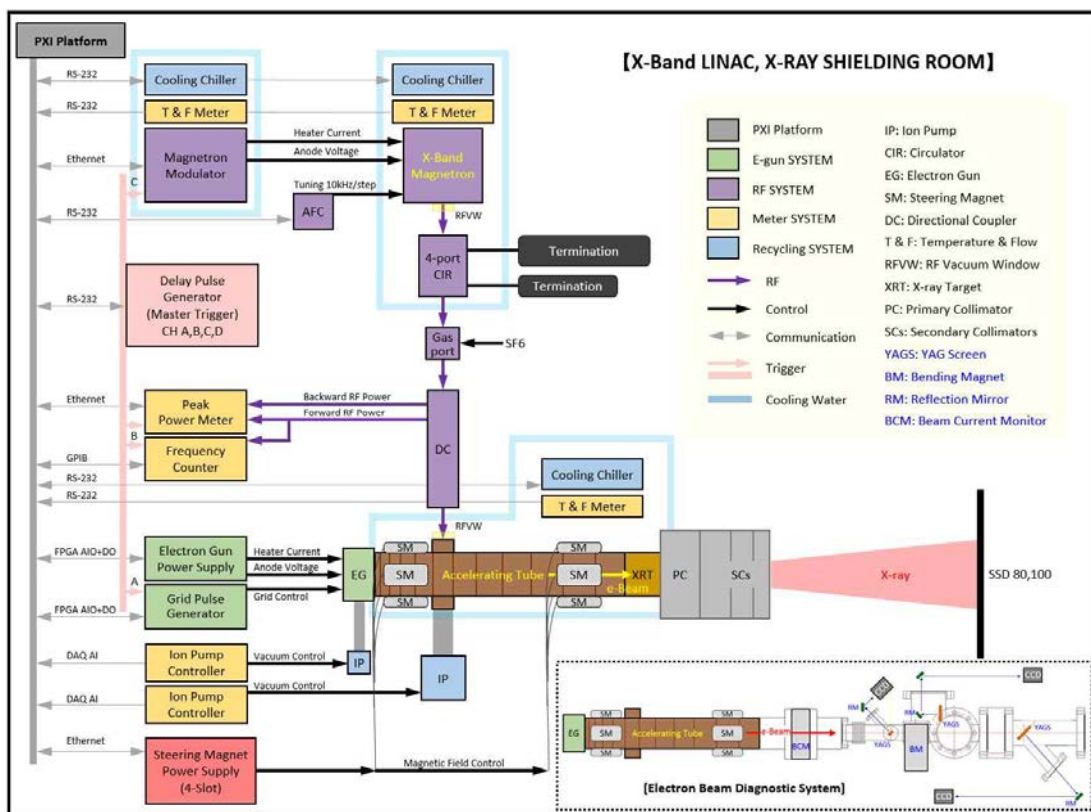 PXI Platform
【X-Band LINAC, X-RAY SHIELDING ROOM】
RS-232
Cooling Chiller
Cooling Chiller
RS-232
T & F Meter
T & F Meter
Ethernet
Magnetron
Modulator
Heater Current
Anode Voltage
X-Band
Magnetron
C
Tuning 10kHz/step
RS-232
AFC
RFVW
4-port
CIR
Termination
Termination
RS-232
Delay Pulse
Generator
(Master Trigger)
CH A,B,C,D
Gas
port
SF6
Ethernet
Peak
Power Meter
Backward RF Power
Forward RF Power
B
GPIB
Frequency
Counter
DC
RS-232
Cooling Chiller
RS-232
T & F Meter
RFVW
FPGA AIO+DO
Electron Gun
Power Supply
Heater Current
Anode Voltage
A
Grid Pulse
Generator
Grid Control
FPGA AIO+DO
EG
SM
SM
SM
Accelerating Tube
SM
SM
SM
e-Beam
XRT
PC
SCs
X-ray
SSD 80,100
DAQ AI
Ion Pump
Controller
Vacuum Control
IP
DAQ AI
Ion Pump
Controller
Vacuum Control
IP
Ethernet
Steering Magnet
Power Supply
(4-Slot)
Magnetic Field Control
PXI Platform
E-gun SYSTEM
RF SYSTEM
Meter SYSTEM
Recycling SYSTEM
RF
Control
Communication
Trigger
Cooling Water
IP: Ion Pump
CIR: Circulator
EG: Electron Gun
SM: Steering Magnet
DC: Directional Coupler
T & F: Temperature & Flow
RFVW: RF Vacuum Window
XRT: X-ray Target
PC: Primary Collimator
SCs: Secondary Collimators
YAGS: YAG Screen
BM: Bending Magnet
RM: Reflection Mirror
BCM: Beam Current Monitor
EG
SM
SM
SM
Accelerating Tube
SM
SM
SM
e-Beam
BCM
RM
CCD
YAGS
RM
YAGS
BM
CCD
YAGS
CCD
RM
[Electron Beam Diagnostic System]